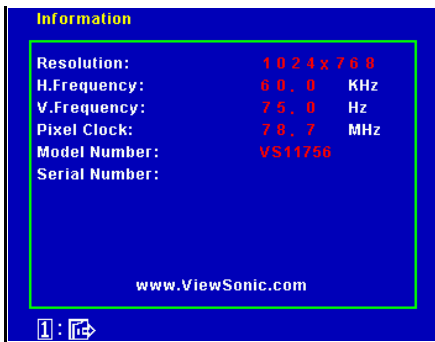 Information
Resolution: 1024x768
H.Frequency: 60.0 KHz
V.Frequency: 75.0 Hz
Pixel Clock: 78.7 MHz
Model Number: VS11756
Serial Number:
www.ViewSonic.com
1 :